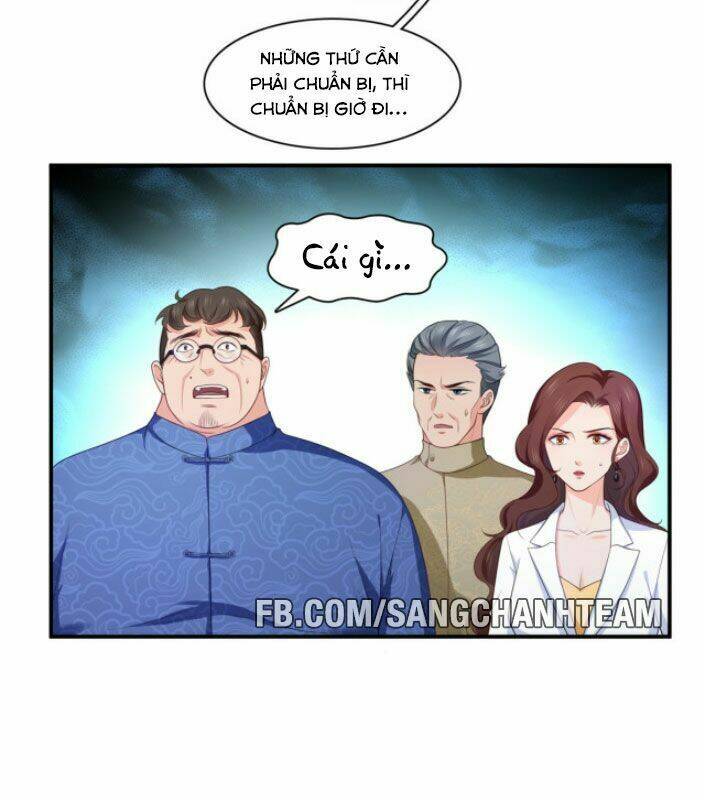 NHỮNG THỨ CẦN
PHẢI CHUẨN BỊ, THÌ
CHUẨN BỊ GIỜ ĐI...
Cái gì...
FB.COM/SANGCHANHTEAM